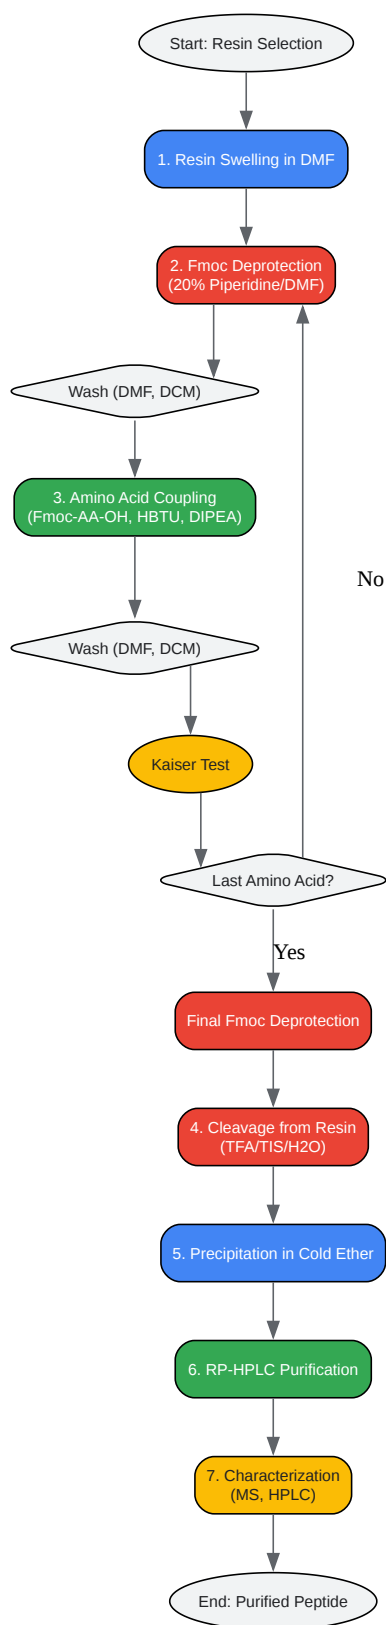 Start: Resin Selection
1. Resin Swelling in DMF
2. Fmoc Deprotection
(20% Piperidine/DMF)
Wash (DMF, DCM)
3. Amino Acid Coupling
(Fmoc-AA-OH, HBTU, DIPEA)
No
Wash (DMF, DCM)
Kaiser Test
Last Amino Acid?
Yes
Final Fmoc Deprotection
4. Cleavage from Resin
(TFA/TIS/H2O)
5. Precipitation in Cold Ether
6. RP-HPLC Purification
7. Characterization
(MS, HPLC)
End: Purified Peptide